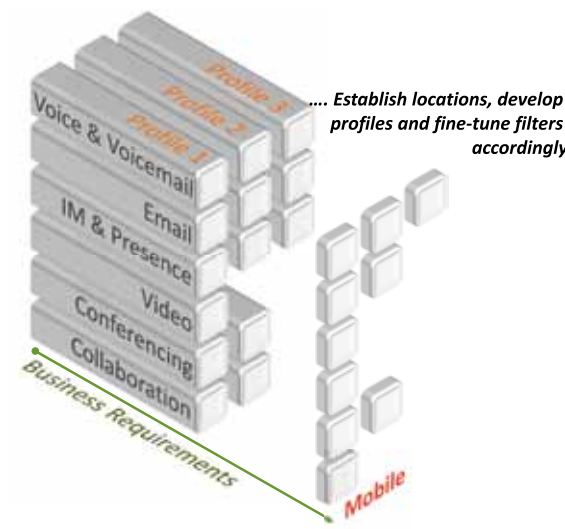 Profile 3
Profile 2
Profile 1
.... Establish locations, develop
profiles and fine-tune filters
accordingly
Voice & Voicemail
Email
IM & Presence
Video
Conferencing
Collaboration
Business Requirements
Mobile